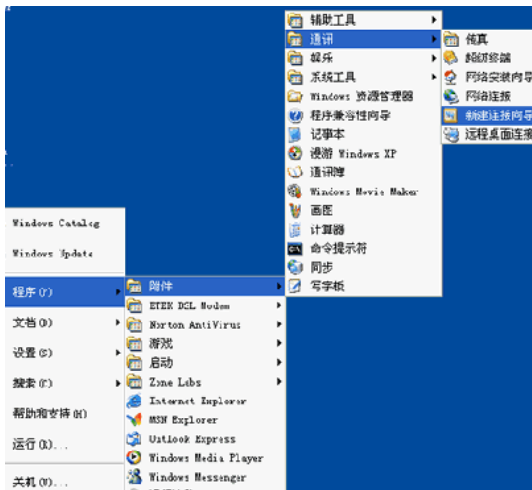 Windows Catalog
Windows Update
程序(P)
文档(D)
设置(S)
搜索(C)
帮助和支持(H)
运行(R)...
关机(U)...
附件
ETEK DSL Modem
Norton AntiVirus
游戏
启动
Zone Labs
Internet Explorer
MSN Explorer
Outlook Express
Windows Media Player
Windows Messenger
辅助工具
通讯
娱乐
系统工具
Windows 资源管理器
程序兼容性向导
记事本
漫游 Windows XP
通讯簿
Windows Movie Maker
画图
计算器
命令提示符
同步
写字板
传真
超级终端
网络安装向导
网络连接
新建连接向导
远程桌面连接